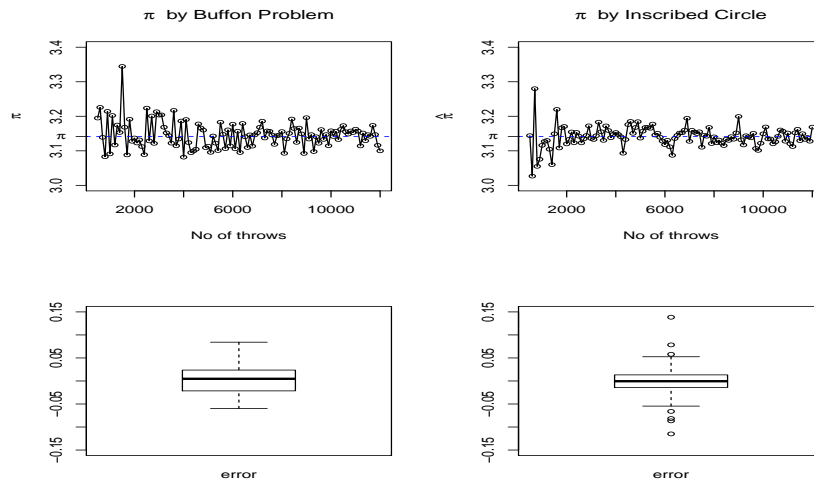 π by Buffon Problem
3.4
3.3
3.2
π
3.1
3.0
π
2000 6000 10000
No of throws
π by Inscribed Circle
3.4
3.3
3.2
π
3.1
3.0
π̂
2000 6000 10000
No of throws
0.15
0.05
−0.05
−0.15
error
0.15
0.05
−0.05
−0.15
error